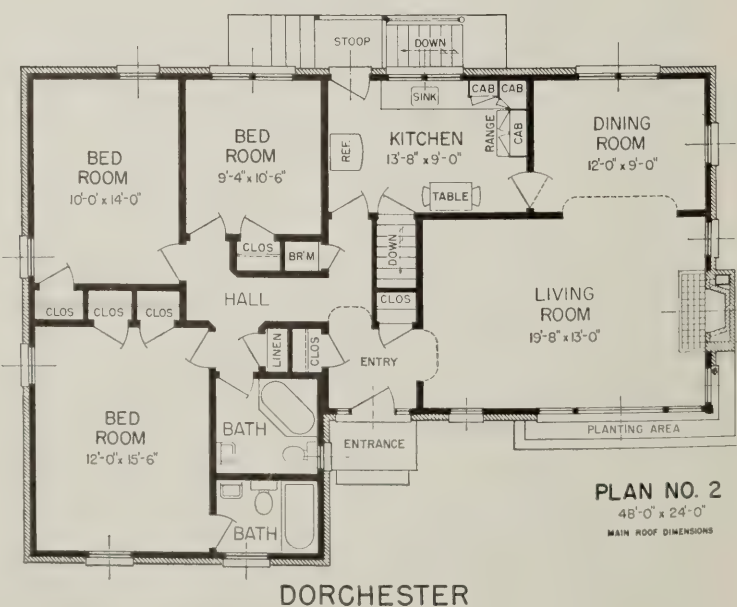 STOOP
DOWN
SINK
CAB
CAB
CAB
RANGE
REF.
KITCHEN
13'-8" x 9'-0"
TABLE
DINING
ROOM
12'-0" x 9'-0"
BED
ROOM
10'-0" x 14'-0"
BED
ROOM
9'-4" x 10'-6"
CLOS
BR'M
DOWN
CLOS
HALL
CLOS
CLOS
CLOS
LIVING
ROOM
19'-8" x 13'-0"
LINEN
CLOS
ENTRY
BED
ROOM
12'-0" x 15'-6"
BATH
ENTRANCE
PLANTING AREA
BATH
PLAN NO. 2
48'-0" x 24'-0"
MAIN ROOF DIMENSIONS
DORCHESTER